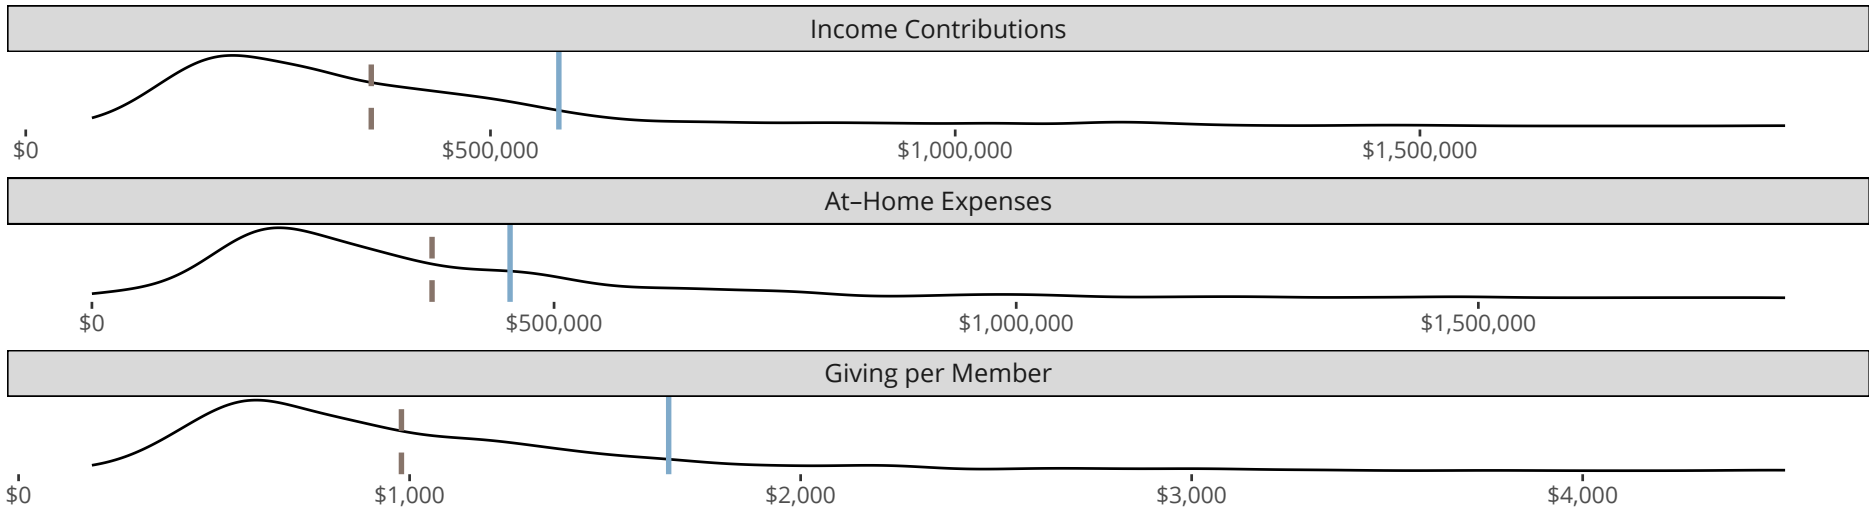 Income Contributions
$0 $500,000 $1,000,000 $1,500,000
At–Home Expenses
$0 $500,000 $1,000,000 $1,500,000
Giving per Member
$0 $1,000 $2,000 $3,000 $4,000